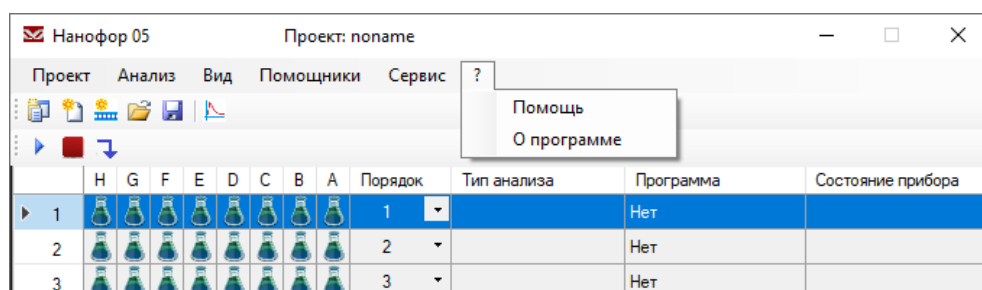 Нанофор 05 Проект: noname
Проект Анализ Вид Помощники Сервис ?
Помощь
О программе
H G F E D C B A Порядок Тип анализа Программа Состояние прибора
1 1 Нет
2 2 Нет
3 3 Нет